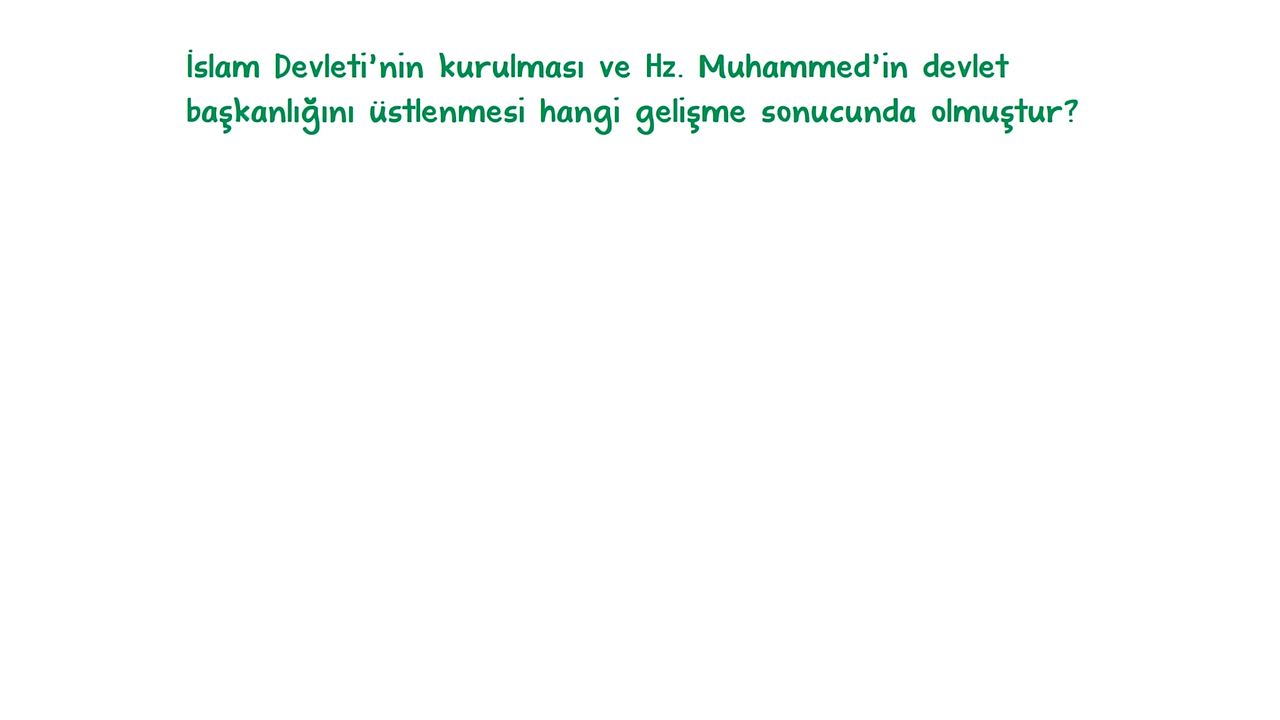 İslam Devleti'nin kurulması ve Hz. Muhammed'in devlet
başkanlığını üstlenmesi hangi gelişme sonucunda olmuştur?